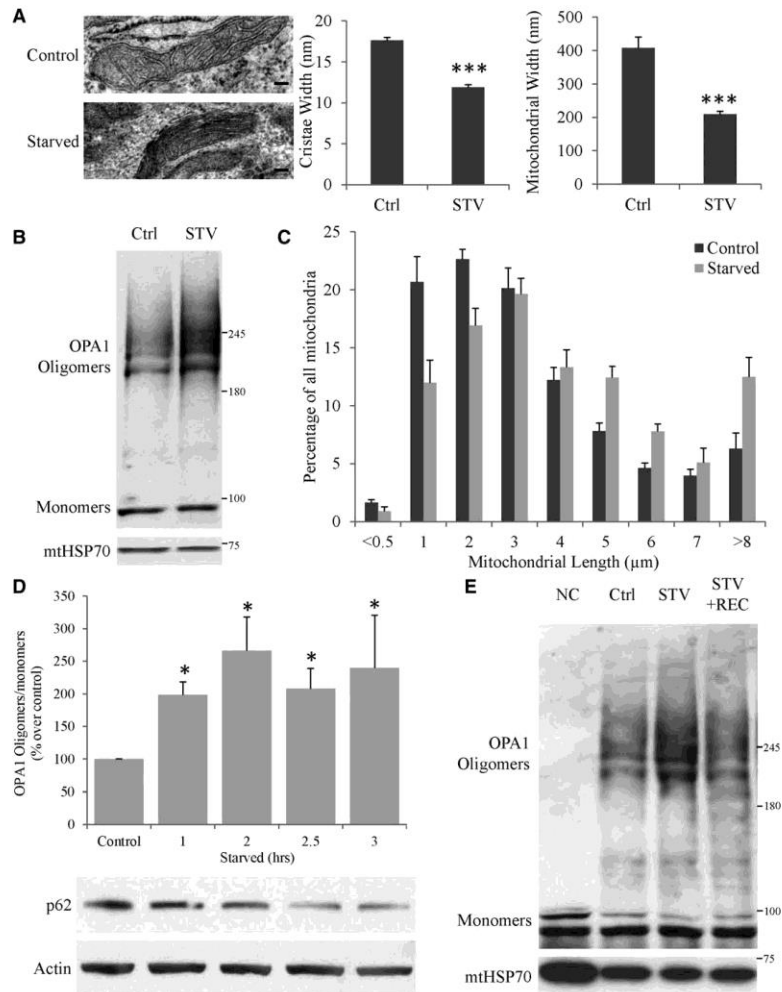 A
Control
Starved
Cristae Width (nm)
20
15
10
5
0
***
Ctrl
STV
Mitochondrial Width (nm)
500
400
300
200
100
0
***
Ctrl
STV
B
Ctrl
STV
OPA1
Oligomers
Monomers
mtHSP70
245
180
100
75
C
Control
Starved
Percentage of all mitochondria
25
20
15
10
5
0
<0.5
1
2
3
4
5
6
7
>8
Mitochondrial Length (µm)
D
OPA1 Oligomers/monomers
(% over control)
350
300
250
200
150
100
50
0
*
*
*
*
Control
1
2
2.5
3
Starved (hrs)
p62
Actin
E
NC
Ctrl
STV
STV
+REC
OPA1
Oligomers
Monomers
mtHSP70
245
180
100
75